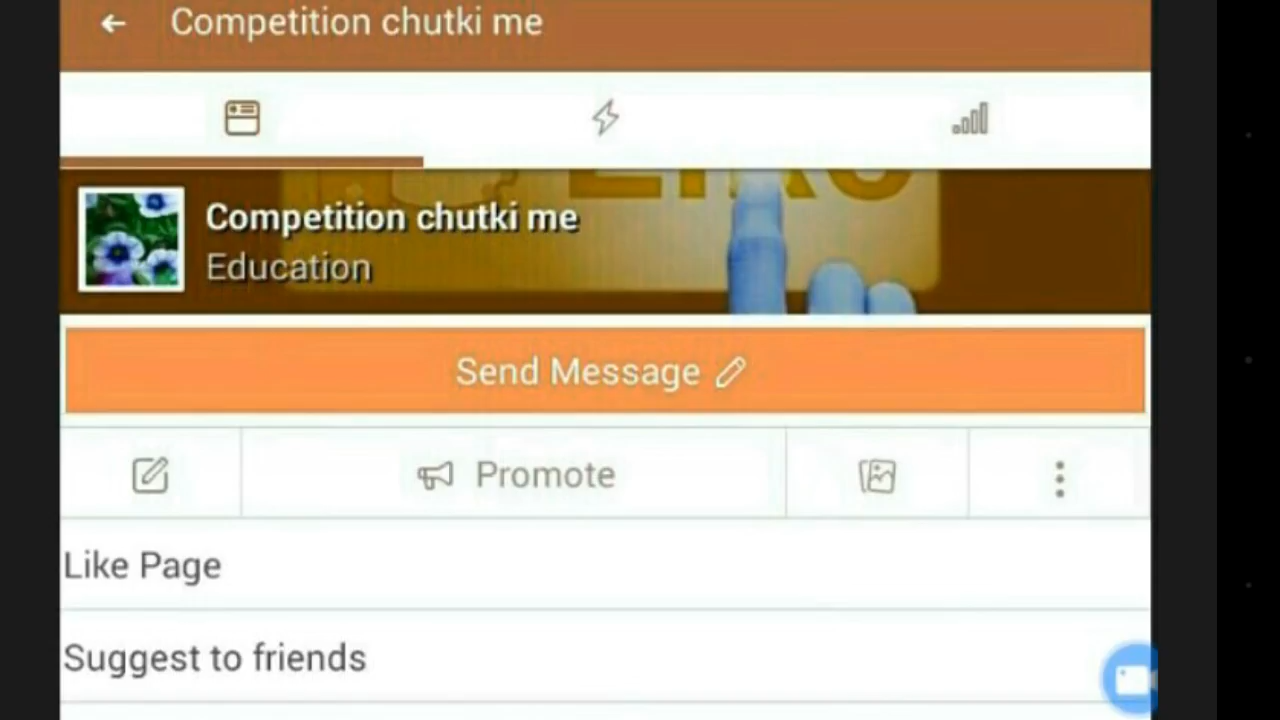 Competition chutki me
Competition chutki me
Education
Send Message
Promote
Like Page
Suggest to friends